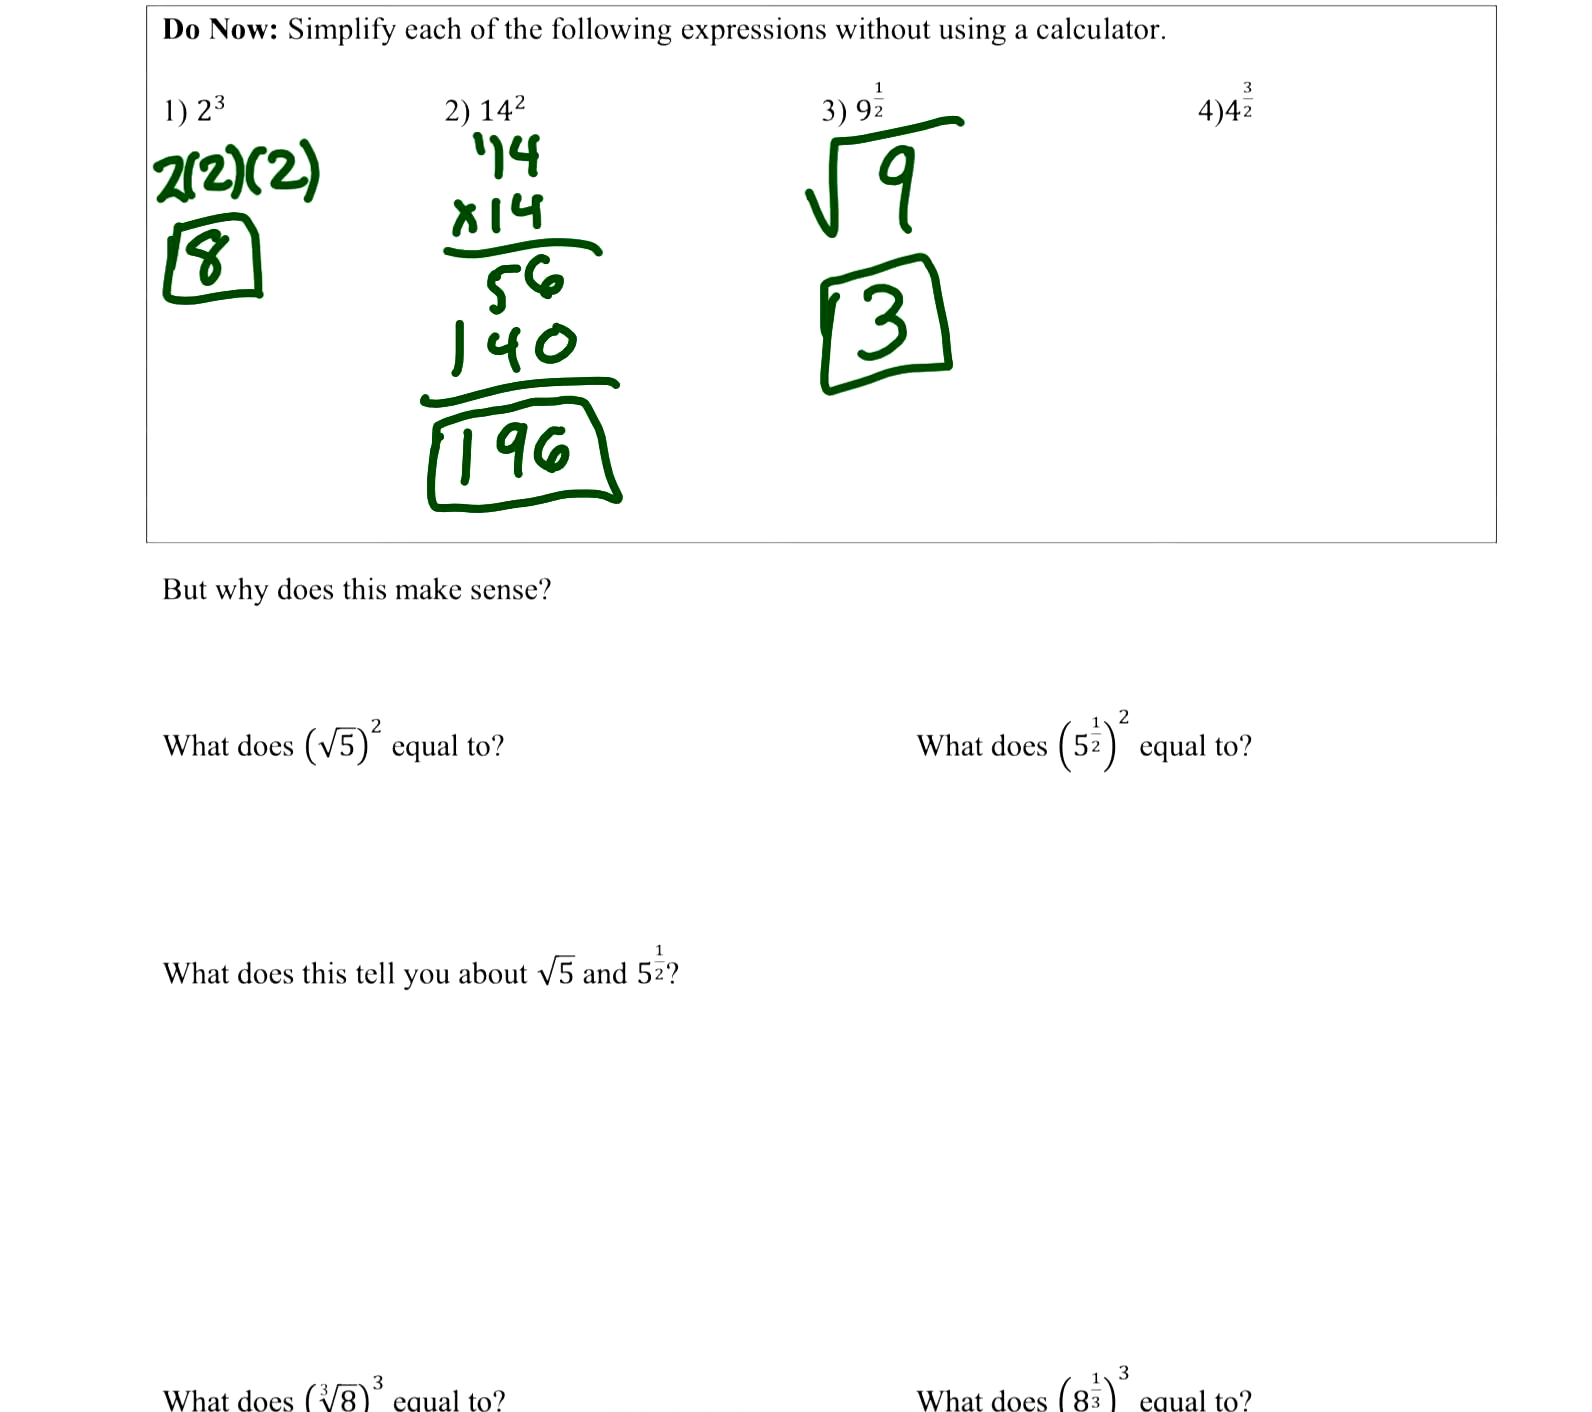 Do Now: Simplify each of the following expressions without using a calculator.
1) 2³ 2) 14² 3) 9^(1/2) 4)4^(3/2)
2(2)(2)
8
¹14
x14
56
140
196
√9
3
But why does this make sense?
What does (√5)² equal to? What does (5^(1/2))² equal to?
What does this tell you about √5 and 5^(1/2)?
What does (∛8)³ equal to? What does (8^(1/3))³ equal to?